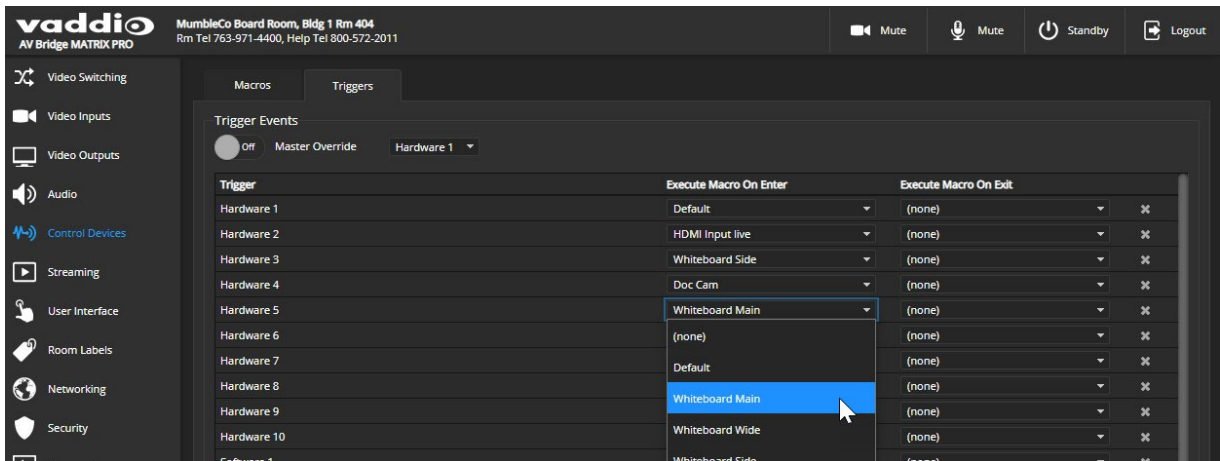 vaddio
AV Bridge MATRIX PRO
MumbleCo Board Room, Bldg 1 Rm 404
Rm Tel 763-971-4400, Help Tel 800-572-2011
Mute
Mute
Standby
Logout
Video Switching
Video Inputs
Video Outputs
Audio
Control Devices
Streaming
User Interface
Room Labels
Networking
Security
Macros Triggers
Trigger Events
Off Master Override Hardware 1
Trigger Execute Macro On Enter Execute Macro On Exit
Hardware 1 Default (none)
Hardware 2 HDMI Input live (none)
Hardware 3 Whiteboard Side (none)
Hardware 4 Doc Cam (none)
Hardware 5 Whiteboard Main (none)
Hardware 6 (none)
Hardware 7 (none)
Hardware 8 (none)
Hardware 9 (none)
Hardware 10 (none)
Software 1 (none)
(none)
Default
Whiteboard Main
Whiteboard Wide
Whiteboard Side